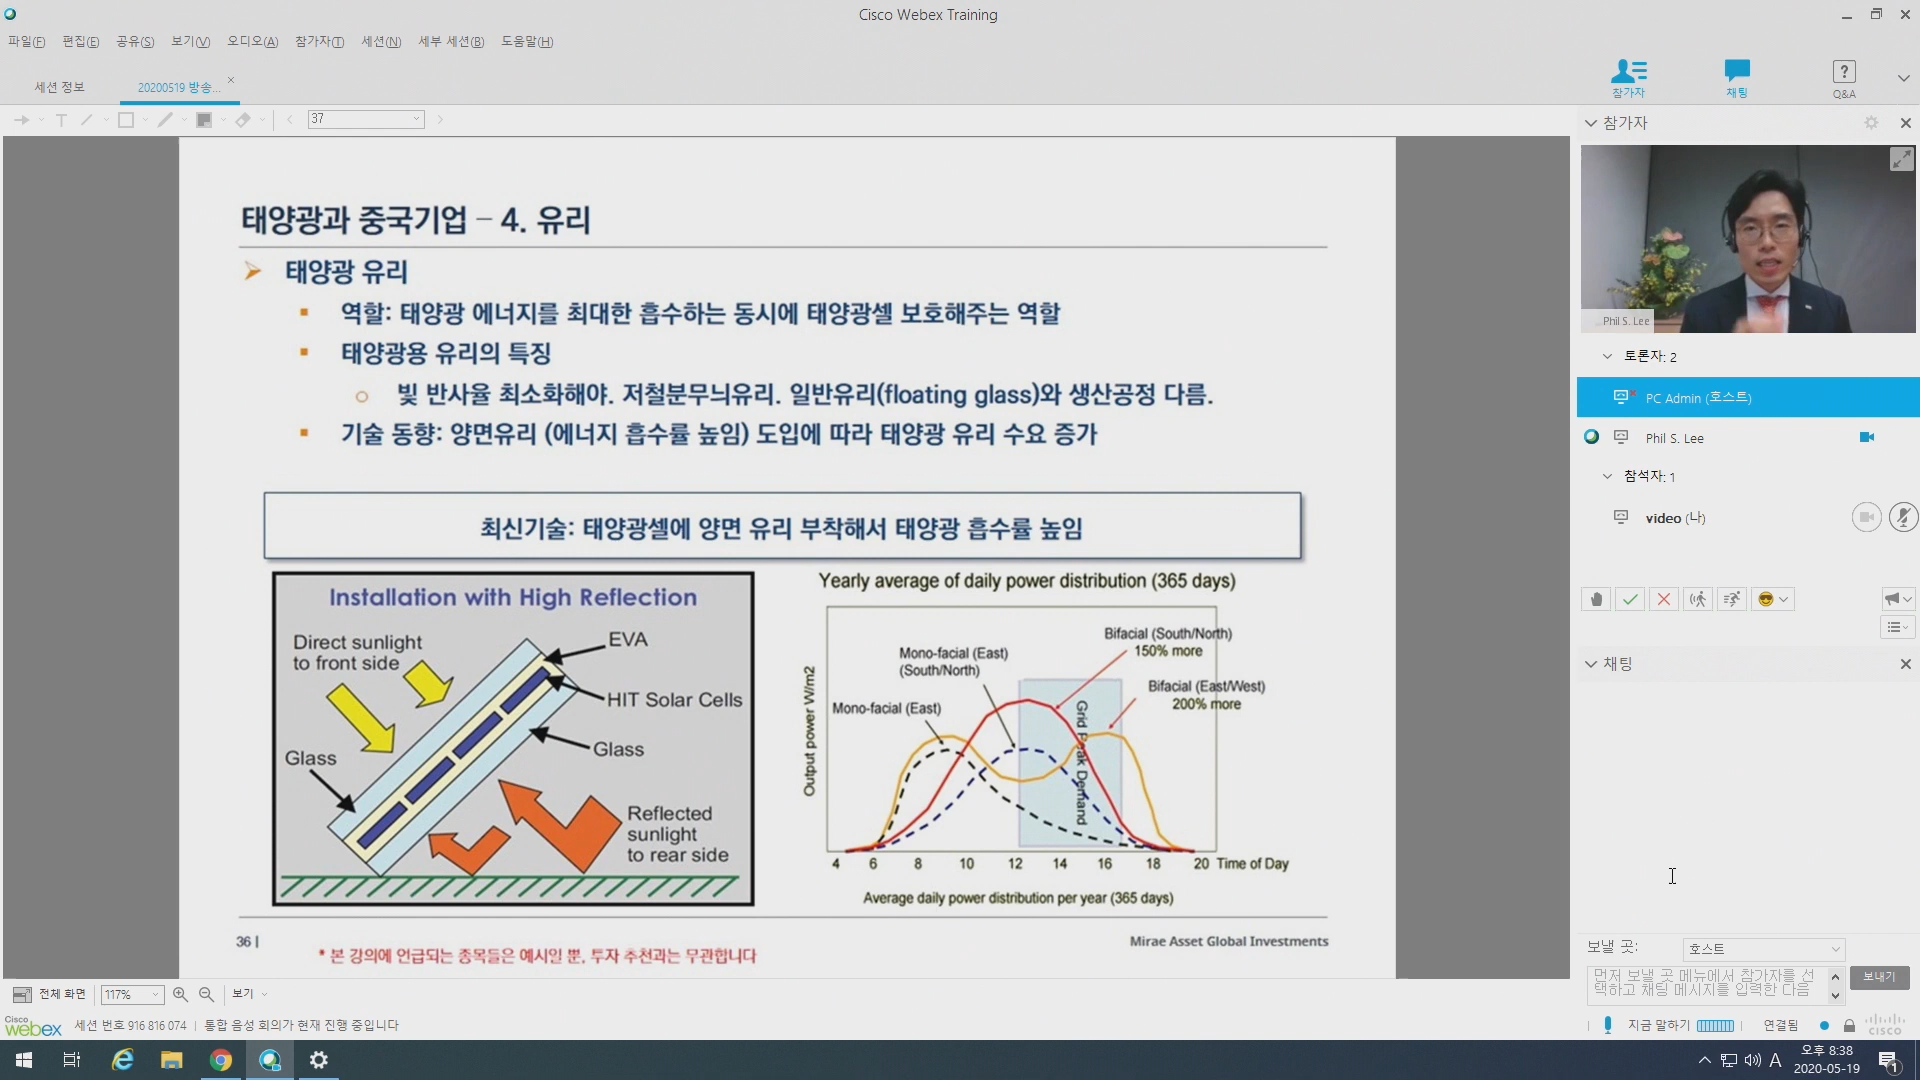 Cisco Webex Training
파일(F) 편집(E) 공유(S) 보기(V) 오디오(A) 참가자(T) 세션(N) 세부 세션(B) 도움말(H)
세션 정보
20200519 방송...
참가자
채팅
Q&A
37
참가자
태양광과 중국기업 – 4. 유리
태양광 유리
역할: 태양광 에너지를 최대한 흡수하는 동시에 태양광셀 보호해주는 역할
태양광용 유리의 특징
빛 반사율 최소화해야. 저철분무늬유리. 일반유리(floating glass)와 생산공정 다름.
기술 동향: 양면유리 (에너지 흡수률 높임) 도입에 따라 태양광 유리 수요 증가
최신기술: 태양광셀에 양면 유리 부착해서 태양광 흡수률 높임
Installation with High Reflection
Direct sunlight
to front side
EVA
HIT Solar Cells
Glass
Glass
Reflected
sunlight
to rear side
Yearly average of daily power distribution (365 days)
Output power W/m2
Mono-facial (East)
Mono-facial (East)
(South/North)
Bifacial (South/North)
150% more
Bifacial (East/West)
200% more
Grid Peak Demand
4 6 8 10 12 14 16 18 20 Time of Day
Average daily power distribution per year (365 days)
36 |
* 본 강의에 언급되는 종목들은 예시일 뿐, 투자 추천과는 무관합니다
Mirae Asset Global Investments
Phil S. Lee
토론자: 2
PC Admin (호스트)
Phil S. Lee
참석자: 1
video (나)
채팅
보낼 곳:
호스트
먼저 보낼 곳 메뉴에서 참가자를 선
택하고 채팅 메시지를 입력한 다음
보내기
전체 화면
117%
보기
Cisco
webex
세션 번호 916 816 074 | 통합 음성 회의가 현재 진행 중입니다
지금 말하기
연결됨
cisco
A
오후 8:38
2020-05-19
1